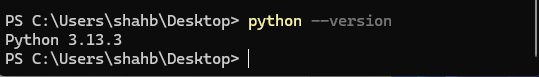 PS C:\Users\shahb\Desktop> python --version
Python 3.13.3
PS C:\Users\shahb\Desktop>